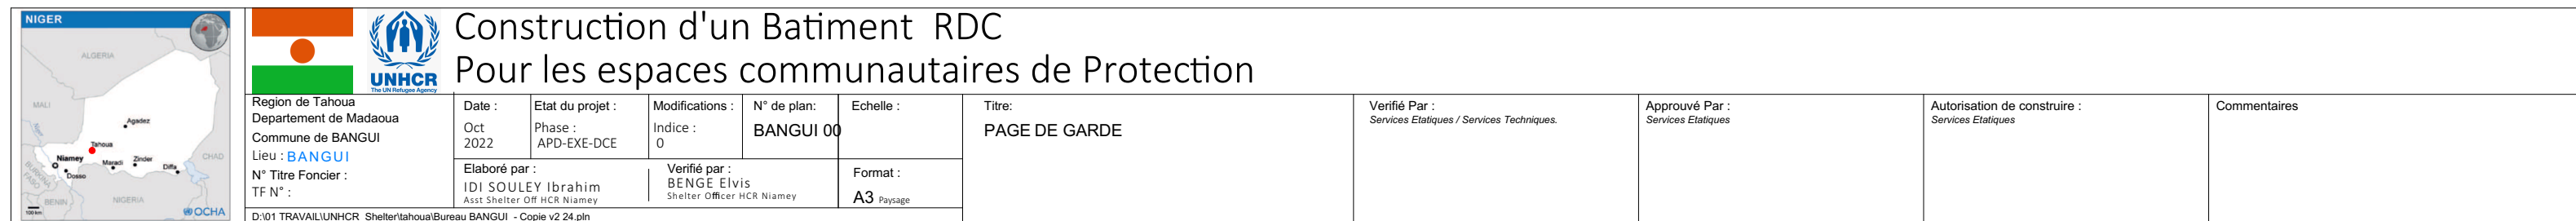 NIGER
ALGERIA
MALI
Agadez
Tahoua
Niamey
Maradi
Zinder
Diffa
CHAD
Dosso
BURKINA
FASO
BENIN
NIGERIA
100 km
OCHA
UNHCR
The UN Refugee Agency
Construction d'un Batiment RDC
Pour les espaces communautaires de Protection
Region de Tahoua
Departement de Madaoua
Commune de BANGUI
Lieu : BANGUI
N° Titre Foncier :
TF N° :
Date :
Oct
2022
Etat du projet :
Phase :
APD-EXE-DCE
Modifications :
Indice :
0
N° de plan:
BANGUI 00
Echelle :
Elaboré par :
IDI SOULEY Ibrahim
Asst Shelter Off HCR Niamey
Verifié par :
BENGE Elvis
Shelter Officer HCR Niamey
Format :
A3 Paysage
D:\01 TRAVAIL\UNHCR_Shelter\tahoua\Bureau BANGUI - Copie v2 24.pln
Titre:
PAGE DE GARDE
Verifié Par :
Services Etatiques / Services Techniques.
Approuvé Par :
Services Etatiques
Autorisation de construire :
Services Etatiques
Commentaires